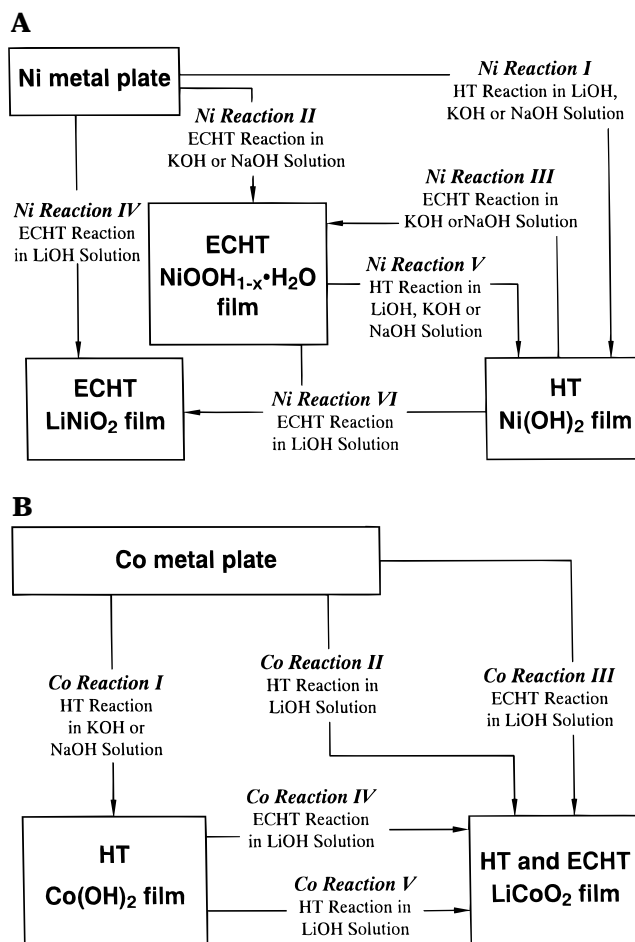 A
Ni metal plate
Ni Reaction I
HT Reaction in LiOH,
KOH or NaOH Solution
Ni Reaction II
ECHT Reaction in
KOH or NaOH Solution
Ni Reaction III
ECHT Reaction in
KOH orNaOH Solution
Ni Reaction IV
ECHT Reaction
in LiOH Solution
ECHT
NiOOH₁₋ₓ•H₂O
film
Ni Reaction V
HT Reaction in
LiOH, KOH or
NaOH Solution
ECHT
LiNiO₂ film
Ni Reaction VI
ECHT Reaction
in LiOH Solution
HT
Ni(OH)₂ film
B
Co metal plate
Co Reaction I
HT Reaction
in KOH or
NaOH Solution
Co Reaction II
HT Reaction in
LiOH Solution
Co Reaction III
ECHT Reaction
in LiOH Solution
Co Reaction IV
ECHT Reaction
in LiOH Solution
HT
Co(OH)₂ film
Co Reaction V
HT Reaction in
LiOH Solution
HT and ECHT
LiCoO₂ film